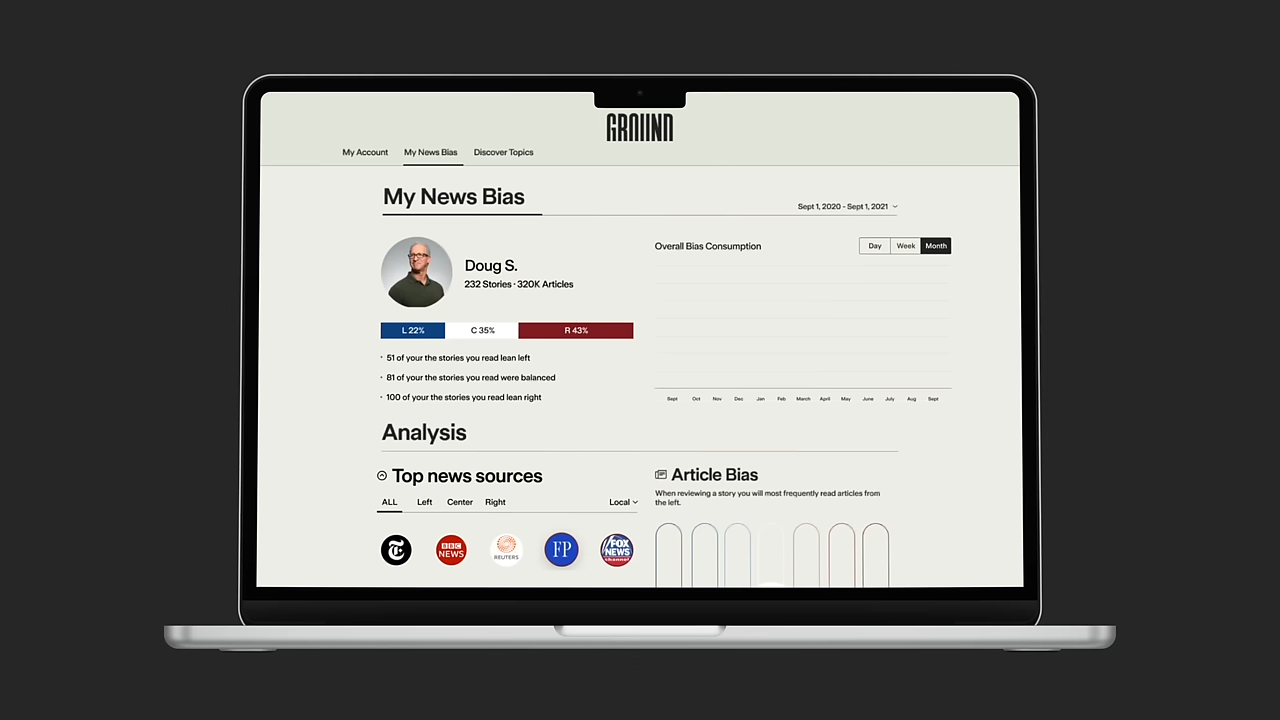 GROUND
My Account My News Bias Discover Topics
My News Bias
Sept 1, 2020 - Sept 1, 2021
Doug S.
232 Stories · 320K Articles
L 22% C 35% R 43%
· 51 of your the stories you read lean left
· 81 of your the stories you read were balanced
· 100 of your the stories you read lean right
Overall Bias Consumption
Day Week Month
Sept Oct Nov Dec Jan Feb March April May June July Aug Sept
Analysis
Top news sources
ALL Left Center Right Local
T
BBC
NEWS
REUTERS
FP
FOX
NEWS
channel
Article Bias
When reviewing a story you will most frequently read articles from
the left.